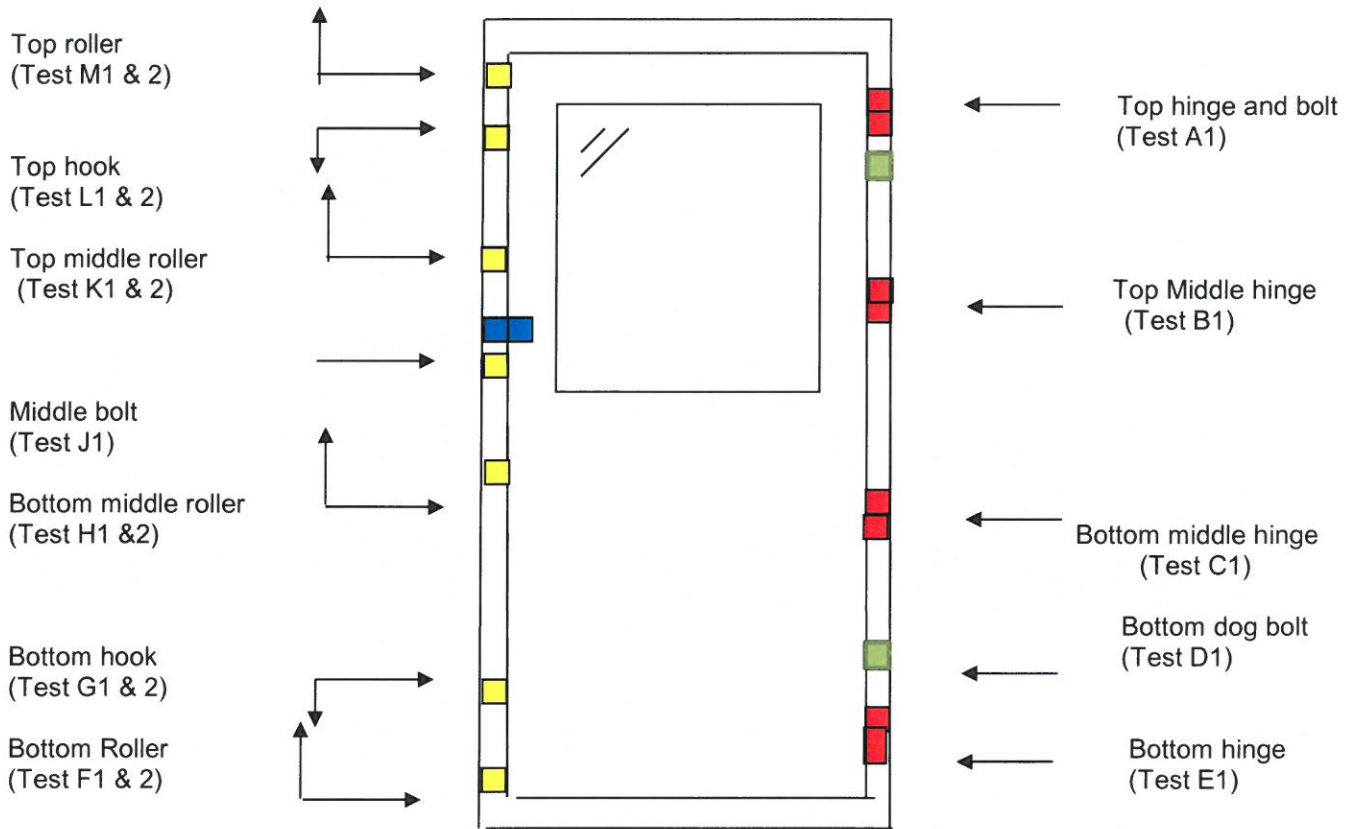 Top roller
(Test M1 & 2)
Top hook
(Test L1 & 2)
Top middle roller
(Test K1 & 2)
Middle bolt
(Test J1)
Bottom middle roller
(Test H1 &2)
Bottom hook
(Test G1 & 2)
Bottom Roller
(Test F1 & 2)
Top hinge and bolt
(Test A1)
Top Middle hinge
(Test B1)
Bottom middle hinge
(Test C1)
Bottom dog bolt
(Test D1)
Bottom hinge
(Test E1)